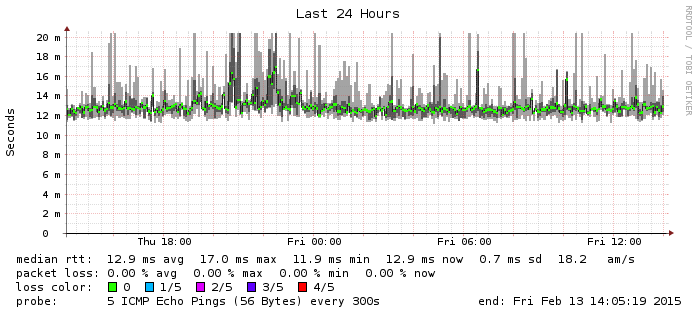 Last 24 Hours
RRDTOOL / TOBI OETIKER
Seconds
20 m
18 m
16 m
14 m
12 m
10 m
8 m
6 m
4 m
2 m
0
Thu 18:00 Fri 00:00 Fri 06:00 Fri 12:00
median rtt: 12.9 ms avg 17.0 ms max 11.9 ms min 12.9 ms now 0.7 ms sd 18.2 am/s
packet loss: 0.00 % avg 0.00 % max 0.00 % min 0.00 % now
loss color: 0 1/5 2/5 3/5 4/5
probe: 5 ICMP Echo Pings (56 Bytes) every 300s end: Fri Feb 13 14:05:19 2015